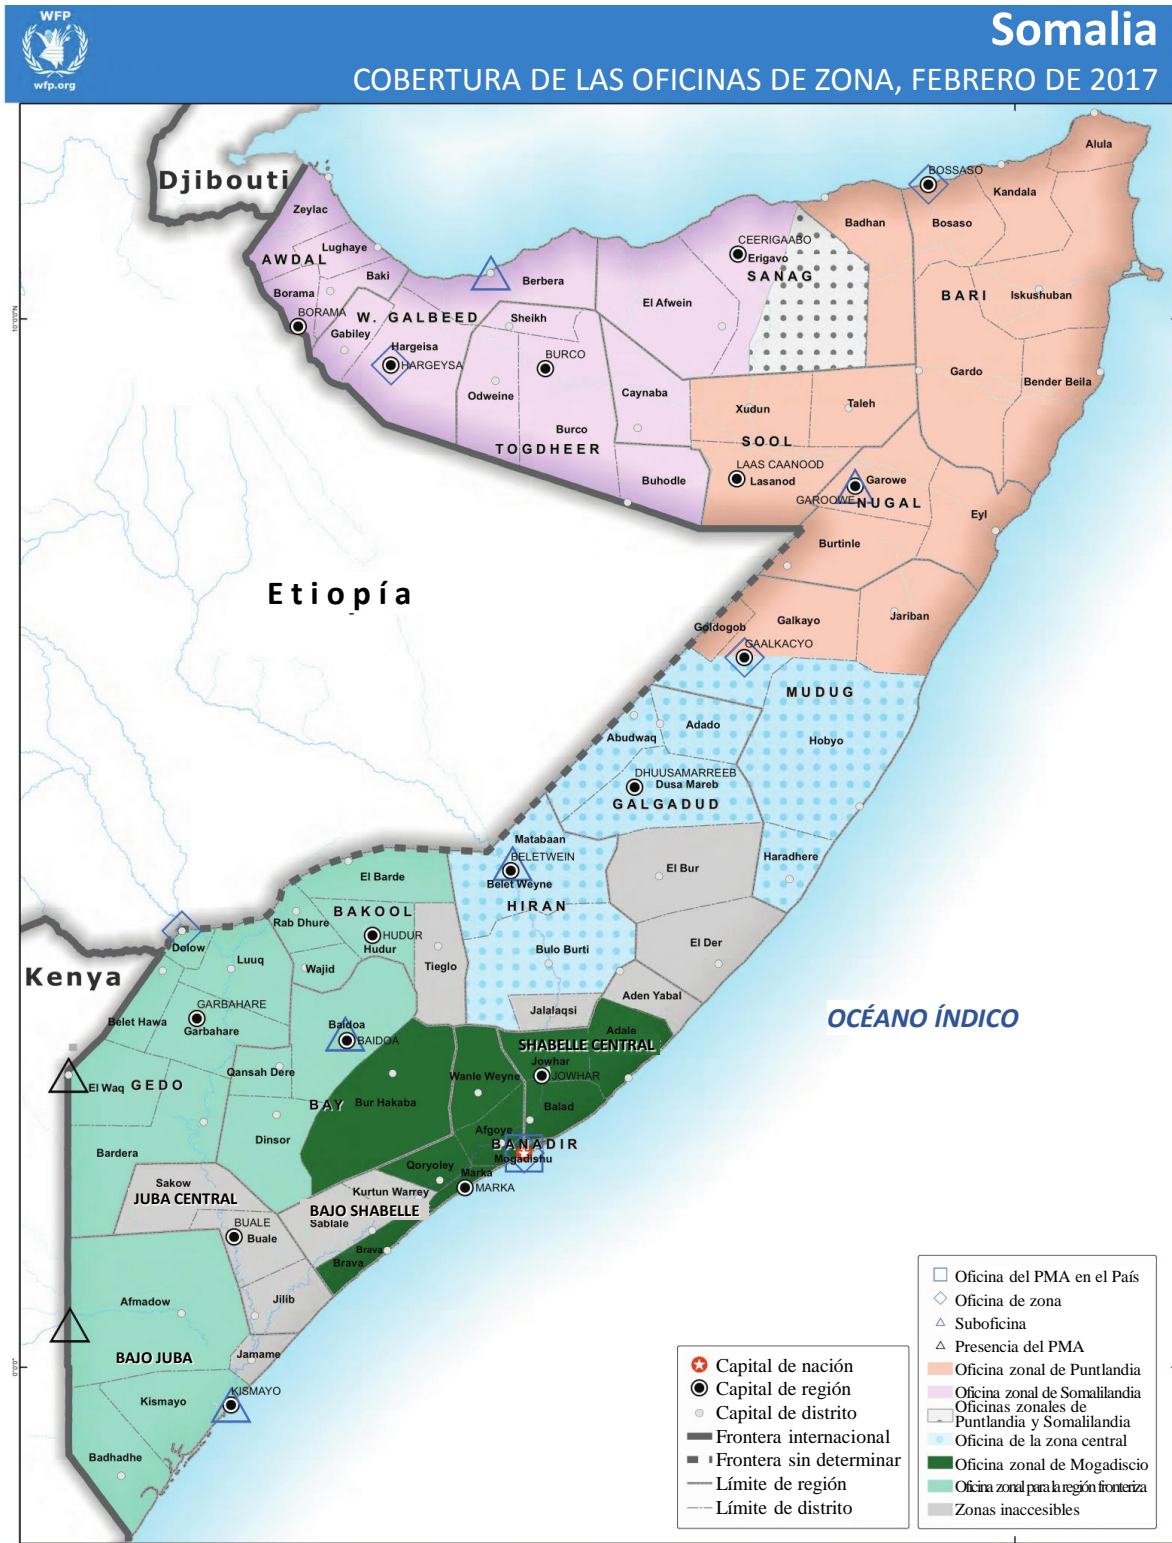 WFP
wfp.org
Somalia
COBERTURA DE LAS OFICINAS DE ZONA, FEBRERO DE 2017
Djibouti
Alula
BOSSASO
Kandala
Zeylac
Badhan
Bosaso
CEERIGAABO
Lughaye
Erigavo
AWDAL
SANAG
Baki
Berbera
Borama
El Afwein
BARI
Iskushuban
10°0'0"N
BORAMA
W. GALBEED
Sheikh
Gabiley
Hargeisa
BURCO
HARGEYSA
Gardo
Bender Beila
Odweine
Caynaba
Xudun
Taleh
Burco
SOOL
TOGDHEER
LAAS CAANOOD
Buhodle
Lasanod
Garowe
GAROOWE
NUGAL
Eyl
Burtinle
Etiopía
Goldogob
Galkayo
Jariban
GAALKACYO
MUDUG
Abudwaq
Adado
Hobyo
DHUUSAMARREEB
Dusa Mareb
GALGADUD
Matabaan
BELETWEIN
Haradhere
El Bur
El Barde
Belet Weyne
BAKOOL
HIRAN
Rab Dhure
HUDUR
Hudur
El Der
Dolow
Bulo Burti
Luuq
Wajid
Tieglo
Kenya
Aden Yabal
GARBAHARE
Jalalaqsi
OCÉANO ÍNDICO
Belet Hawa
Garbahare
Baidoa
Adale
BAIDOA
SHABELLE CENTRAL
Jowhar
Qansah Dere
Wanle Weyne
JOWHAR
El Waq
GEDO
BAY
Bur Hakaba
Balad
Afgoye
Dinsor
BANADIR
Bardera
Mogadishu
Qoryoley
Marka
Sakow
MARKA
Kurtun Warrey
JUBA CENTRAL
BAJO SHABELLE
BUALE
Sablale
Buale
Brava
Brava
Afmadow
Jilib
Jamame
BAJO JUBA
0°0'0"
KISMAYO
Kismayo
Badhadhe
Capital de nación
Capital de región
Capital de distrito
Frontera internacional
Frontera sin determinar
Límite de región
Límite de distrito
Oficina del PMA en el País
Oficina de zona
Suboficina
Presencia del PMA
Oficina zonal de Puntlandia
Oficina zonal de Somalilandia
Oficinas zonales de
Puntlandia y Somalilandia
Oficina de la zona central
Oficina zonal de Mogadiscio
Oficina zonal para la región fronteriza
Zonas inaccesibles